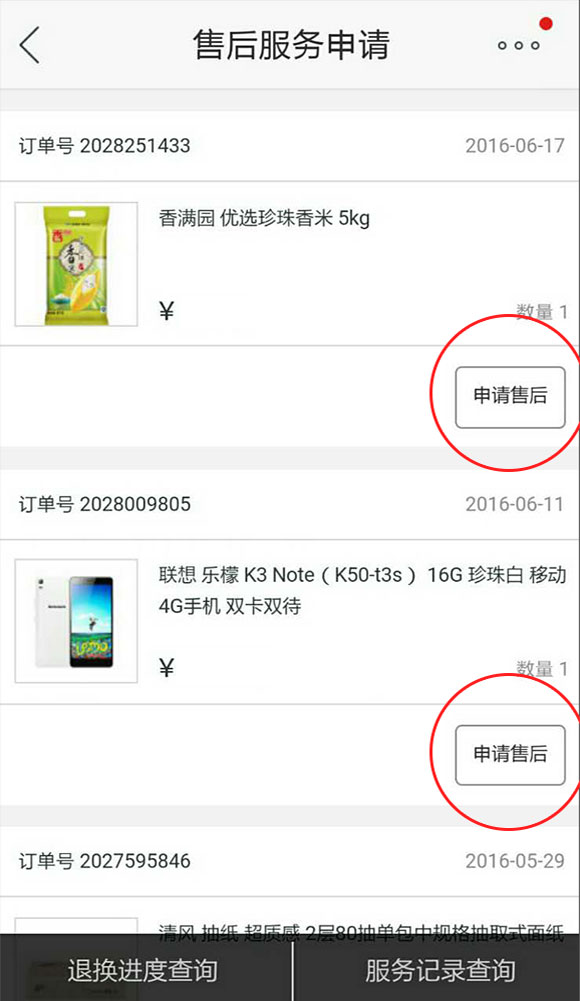 售后服务申请
订单号 2028251433
2016-06-17
香满园 优选珍珠香米 5kg
¥
数量 1
申请售后
订单号 2028009805
2016-06-11
联想 乐檬 K3 Note（K50-t3s） 16G 珍珠白 移动
4G手机 双卡双待
¥
数量 1
申请售后
订单号 2027595846
2016-05-29
清风 抽纸 超质感 2层80抽单包中规格抽取式面纸
退换进度查询
服务记录查询